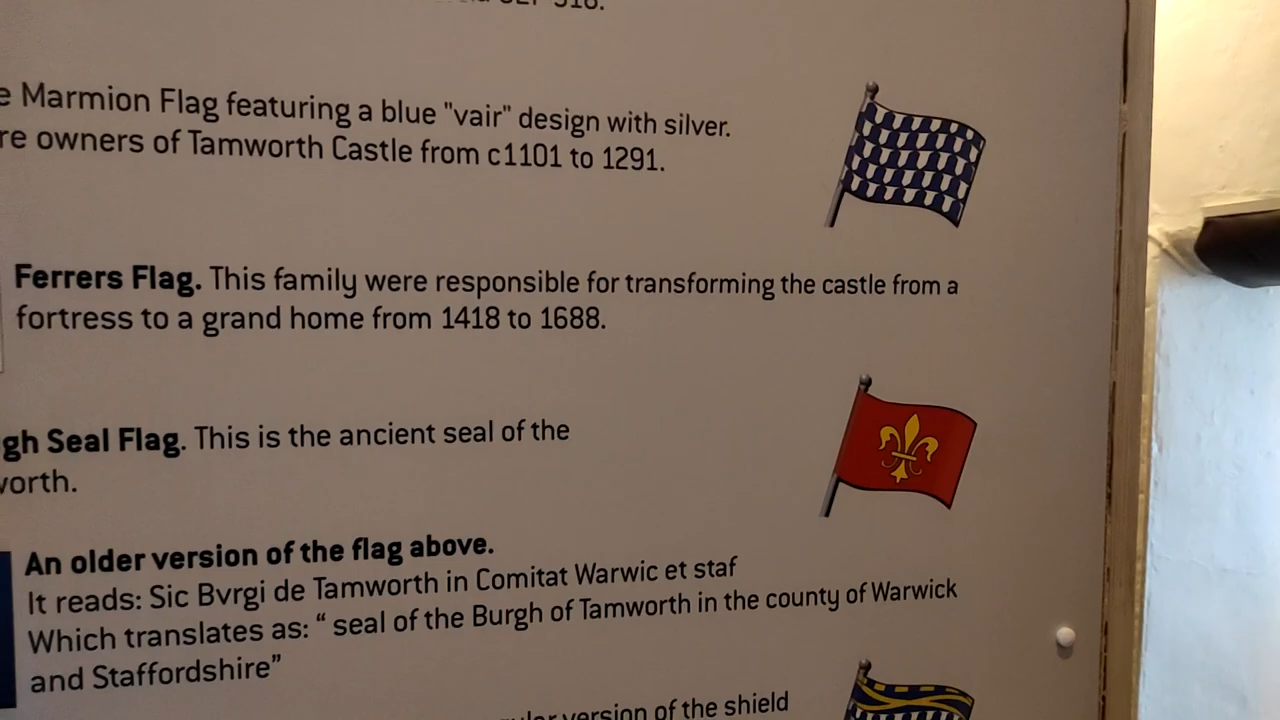 e Marmion Flag featuring a blue "vair" design with silver.
re owners of Tamworth Castle from c1101 to 1291.
Ferrers Flag. This family were responsible for transforming the castle from a
fortress to a grand home from 1418 to 1688.
gh Seal Flag. This is the ancient seal of the
worth.
An older version of the flag above.
It reads: Sic Bvrgi de Tamworth in Comitat Warwic et staf
Which translates as: “ seal of the Burgh of Tamworth in the county of Warwick
and Staffordshire”
version of the shield